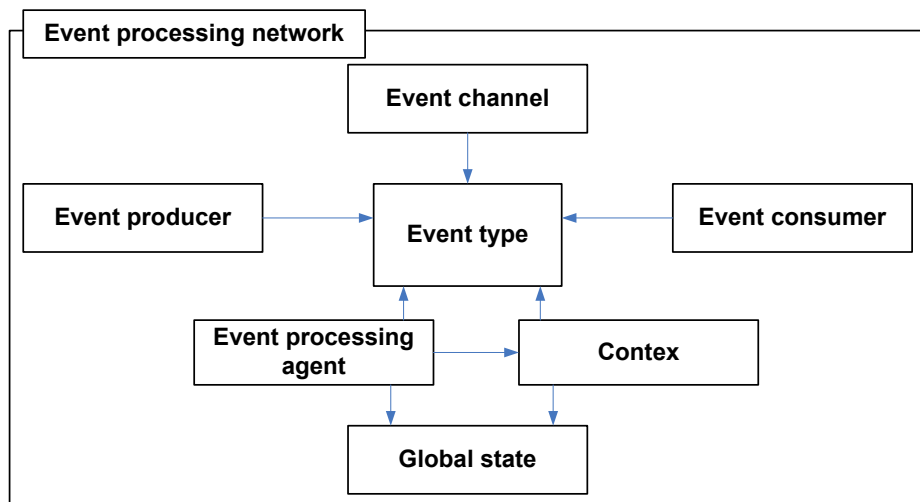 Event processing network
Event channel
Event producer
Event type
Event consumer
Event processing
agent
Contex
Global state